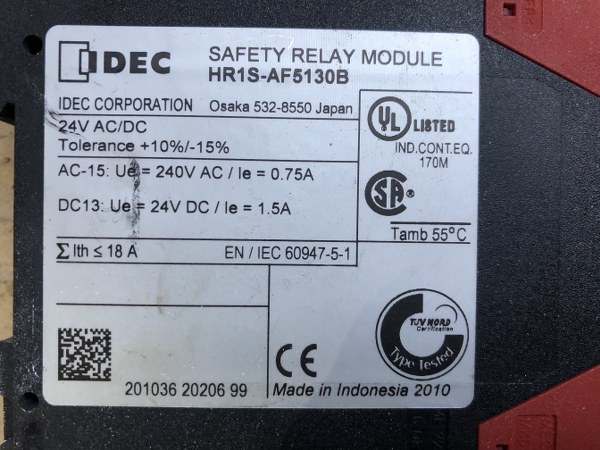 IDEC
SAFETY RELAY MODULE
HR1S-AF5130B
IDEC CORPORATION Osaka 532-8550 Japan
24V AC/DC
Tolerance +10%/-15%
AC-15: Ue = 240V AC / Ie = 0.75A
DC13: Ue = 24V DC / Ie = 1.5A
∑ Ith ≤ 18 A EN / IEC 60947-5-1
UL LISTED
IND.CONT.EQ.
170M
SA ®
Tamb 55°C
TÜV NORD
Certification
Type Tested
CE
201036 20206 99
Made in Indonesia 2010